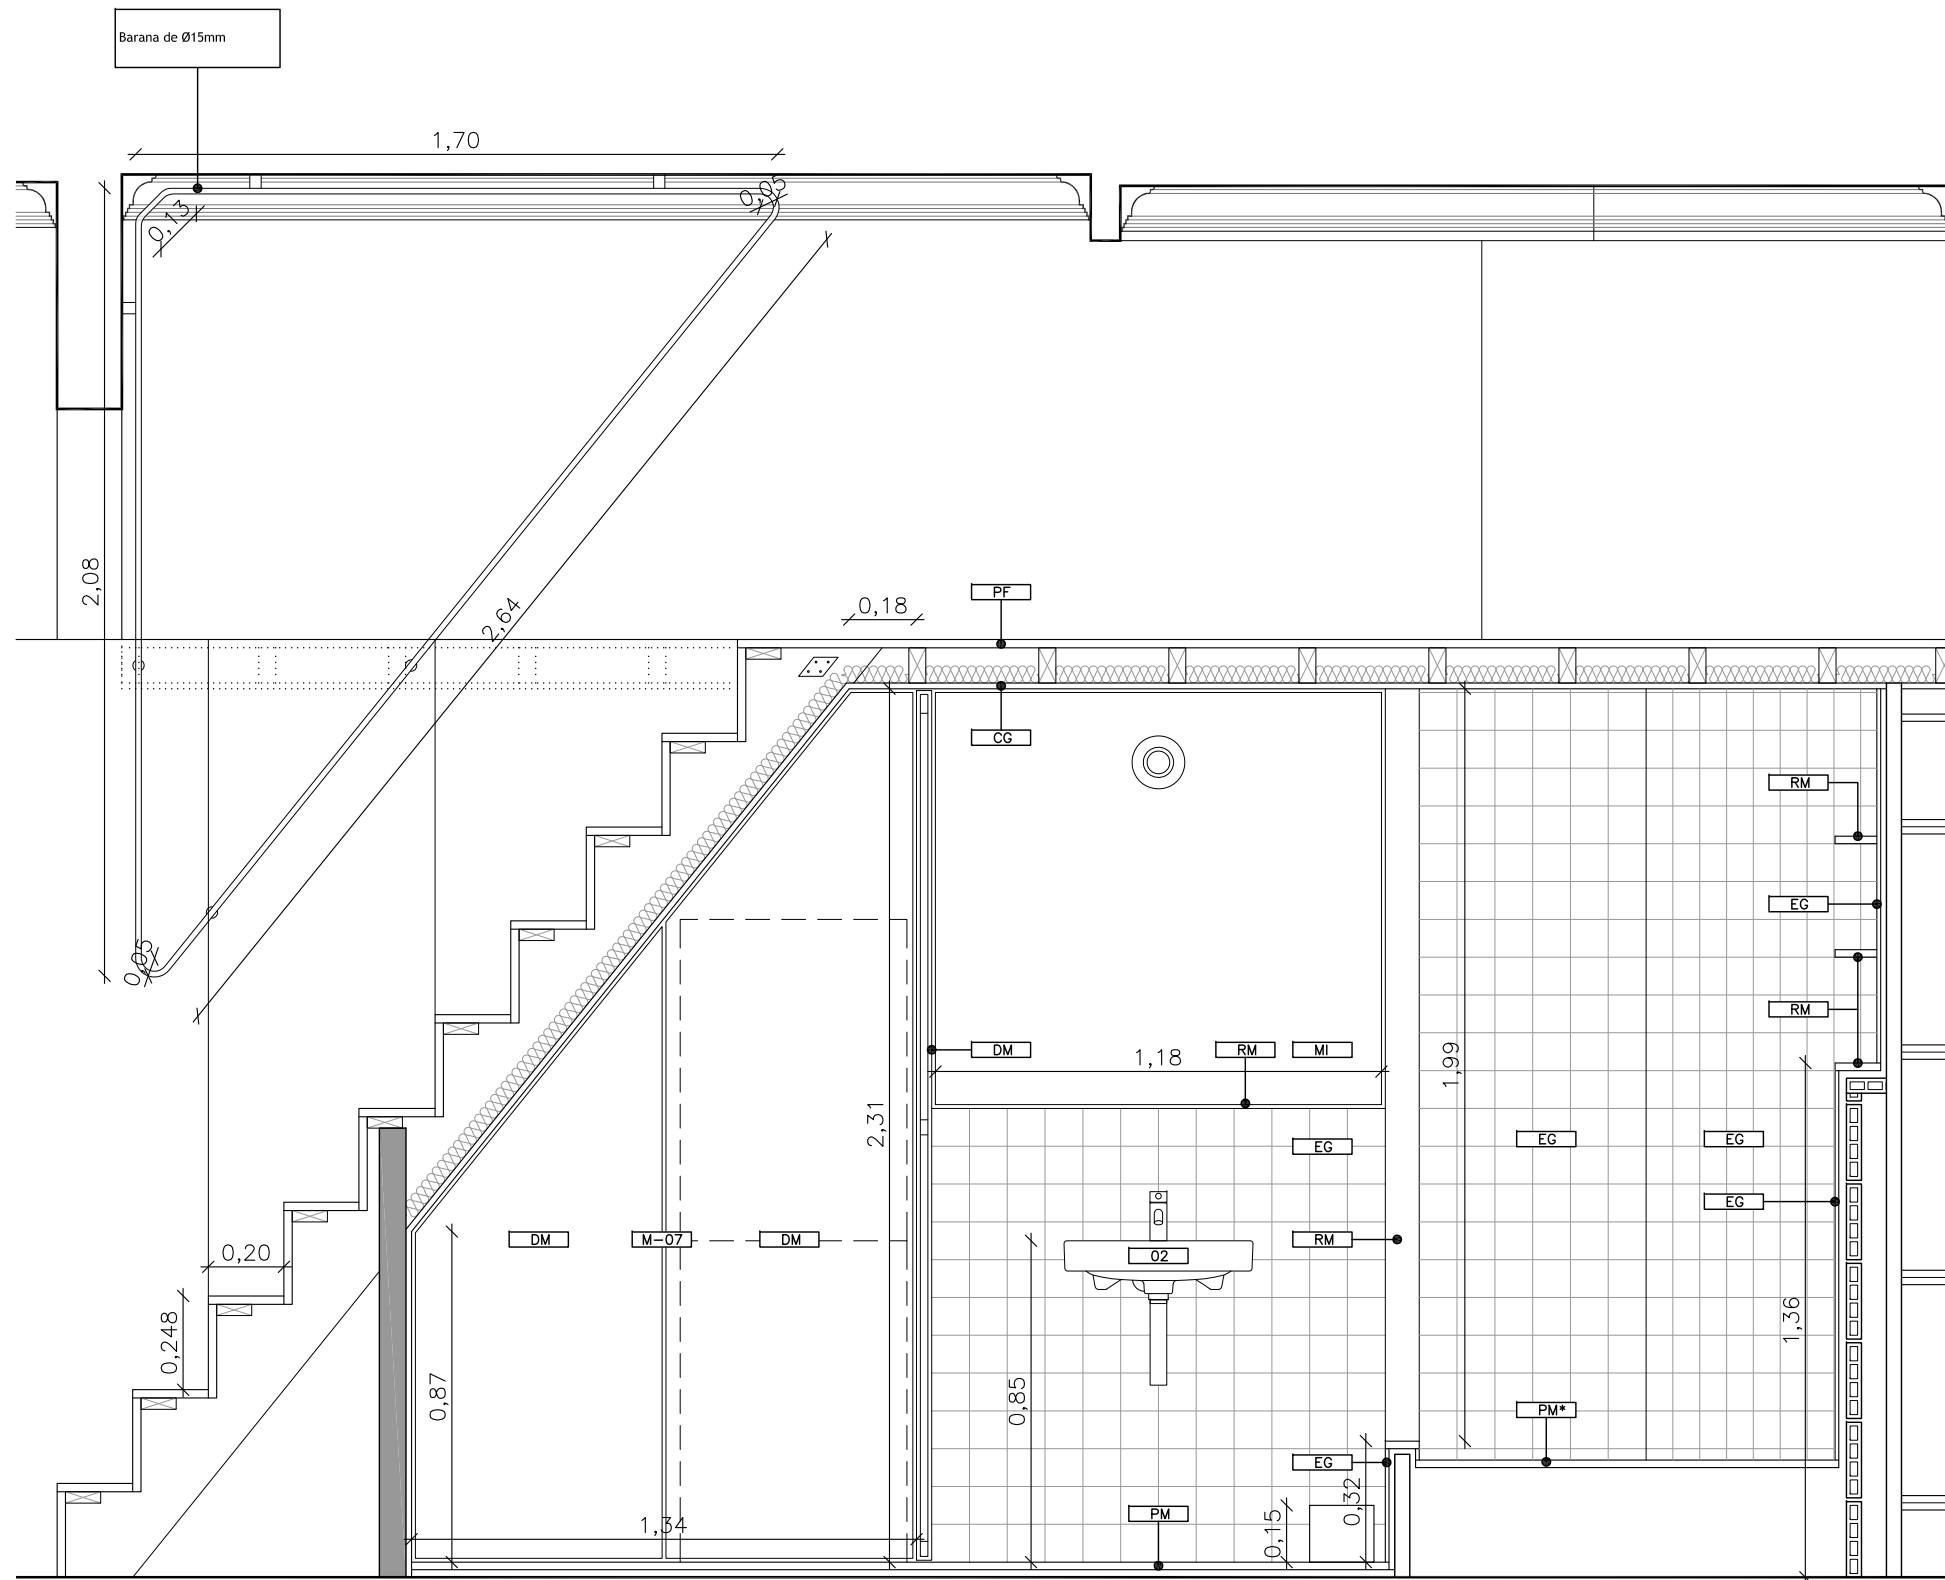 Barana de Ø15mm
1,70
0,13
0,05
2,08
2,64
0,05
PF
0,18
CG
RM
EG
RM
DM
1,18
RM
MI
1,99
2,31
EG
EG
EG
EG
DM
M-07
DM
02
RM
0,20
0,248
0,87
0,85
1,36
PM*
EG
0,32
PM
0,15
1,34